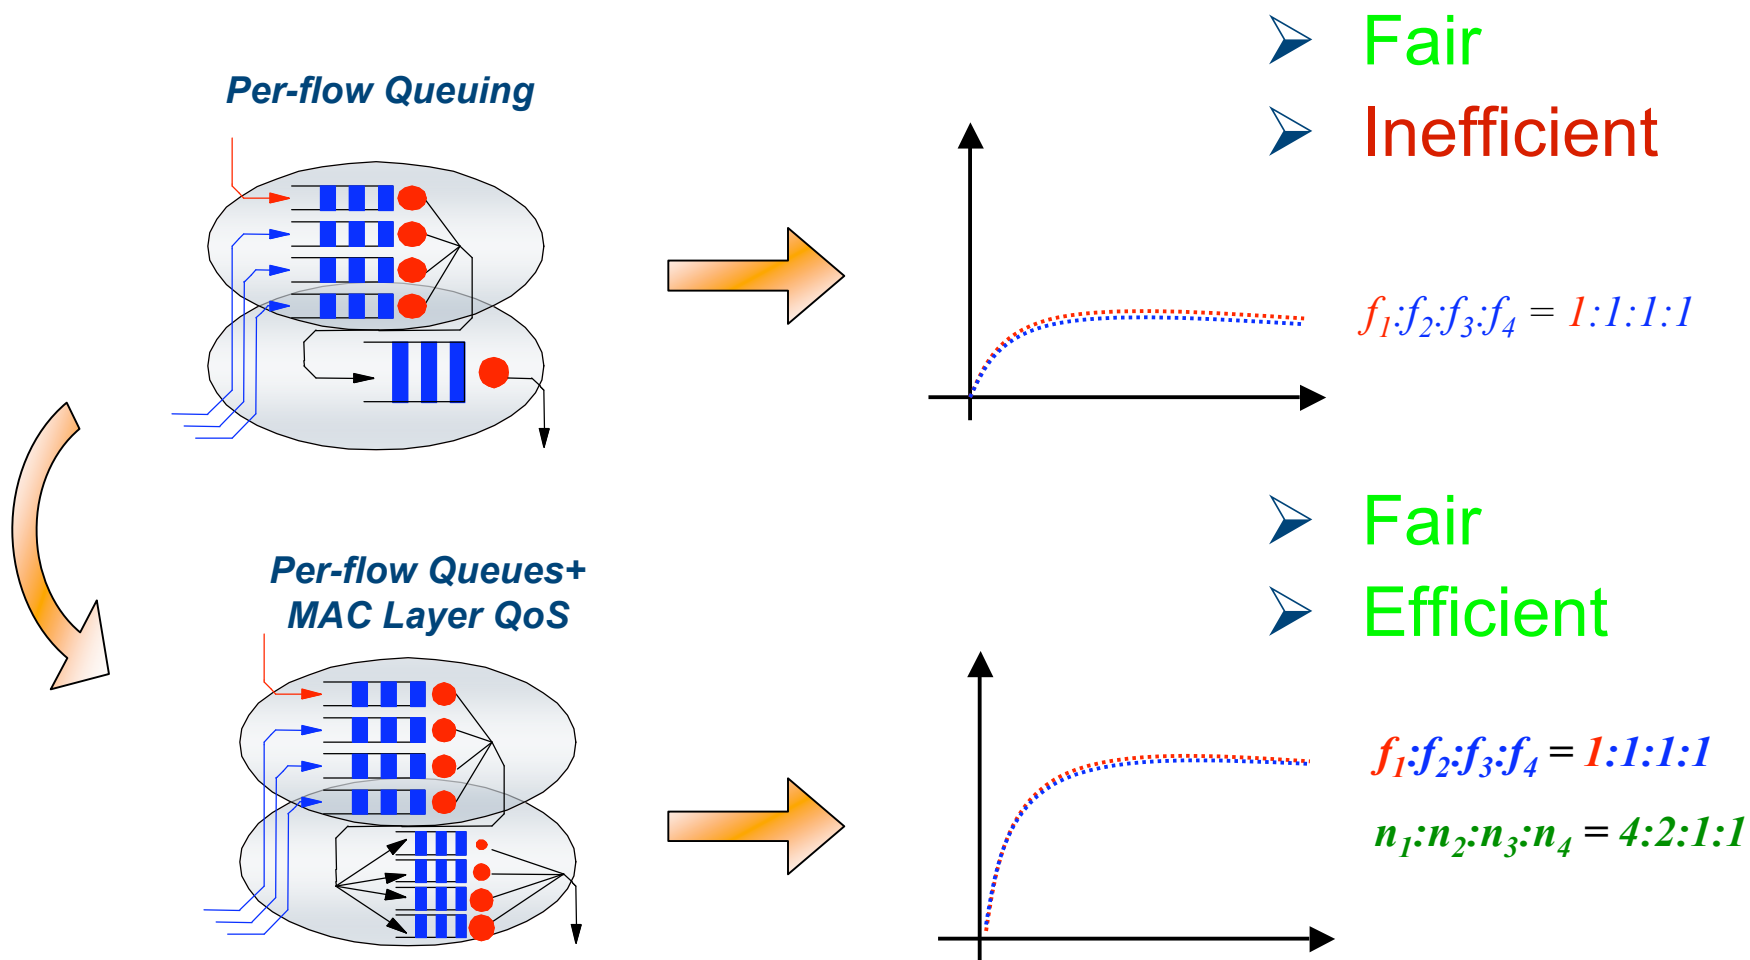 Per-flow Queuing
Fair
Inefficient
f1:f2:f3:f4 = 1:1:1:1
Per-flow Queues+
MAC Layer QoS
Fair
Efficient
f1:f2:f3:f4 = 1:1:1:1
n1:n2:n3:n4 = 4:2:1:1